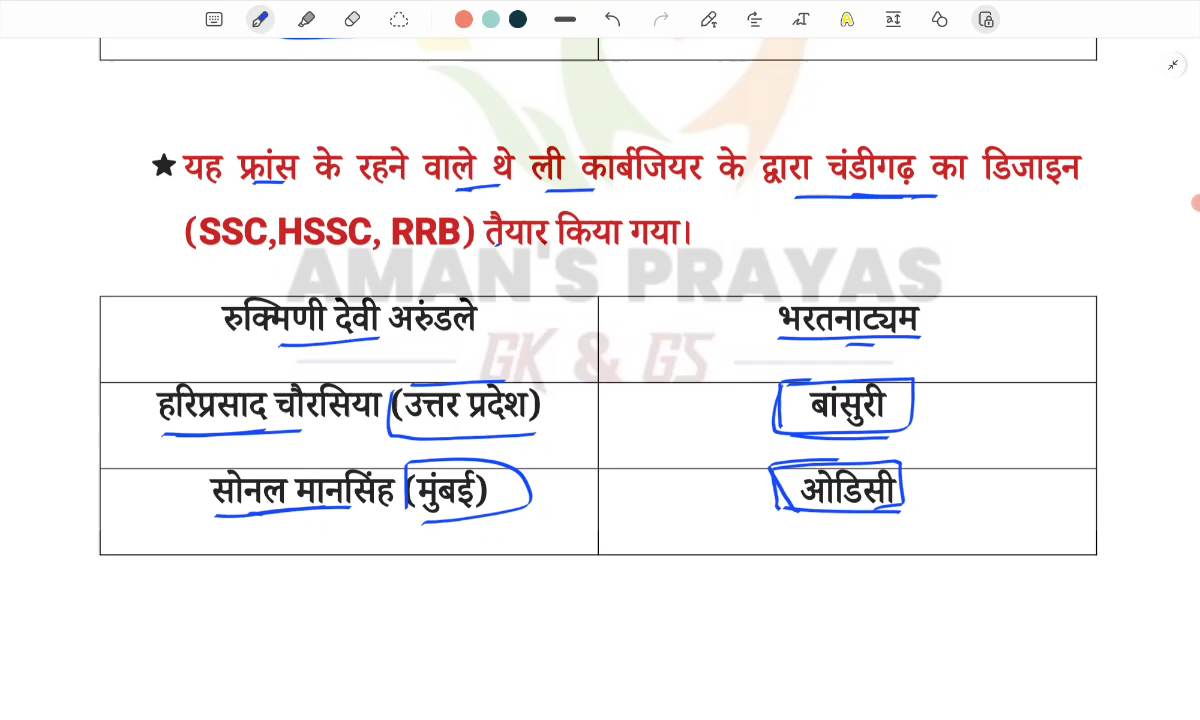 ★ यह फ्रांस के रहने वाले थे ली कार्बजियर के द्वारा चंडीगढ़ का डिजाइन
(SSC,HSSC, RRB) तैयार किया गया।
AMAN'S PRAYAS
GK & GS
रुक्मिणी देवी अरुंडले भरतनाट्यम
हरिप्रसाद चौरसिया (उत्तर प्रदेश) बांसुरी
सोनल मानसिंह (मुंबई) ओडिसी